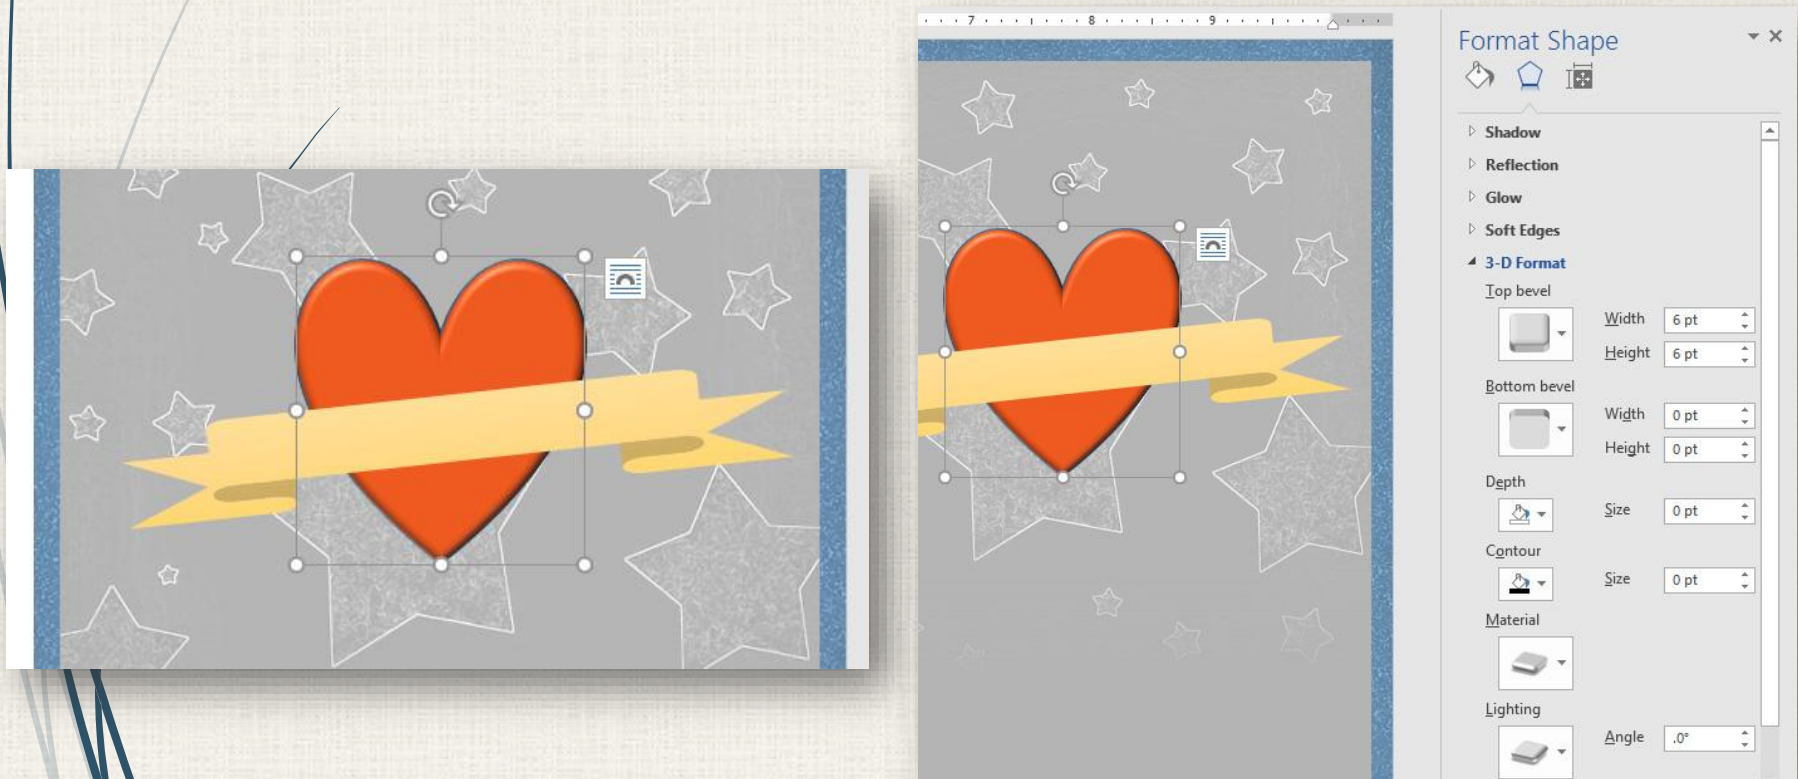 7 8 9
Format Shape
Shadow
Reflection
Glow
Soft Edges
3-D Format
Top bevel
Width 6 pt
Height 6 pt
Bottom bevel
Width 0 pt
Height 0 pt
Depth
Size 0 pt
Contour
Size 0 pt
Material
Lighting
Angle .0°